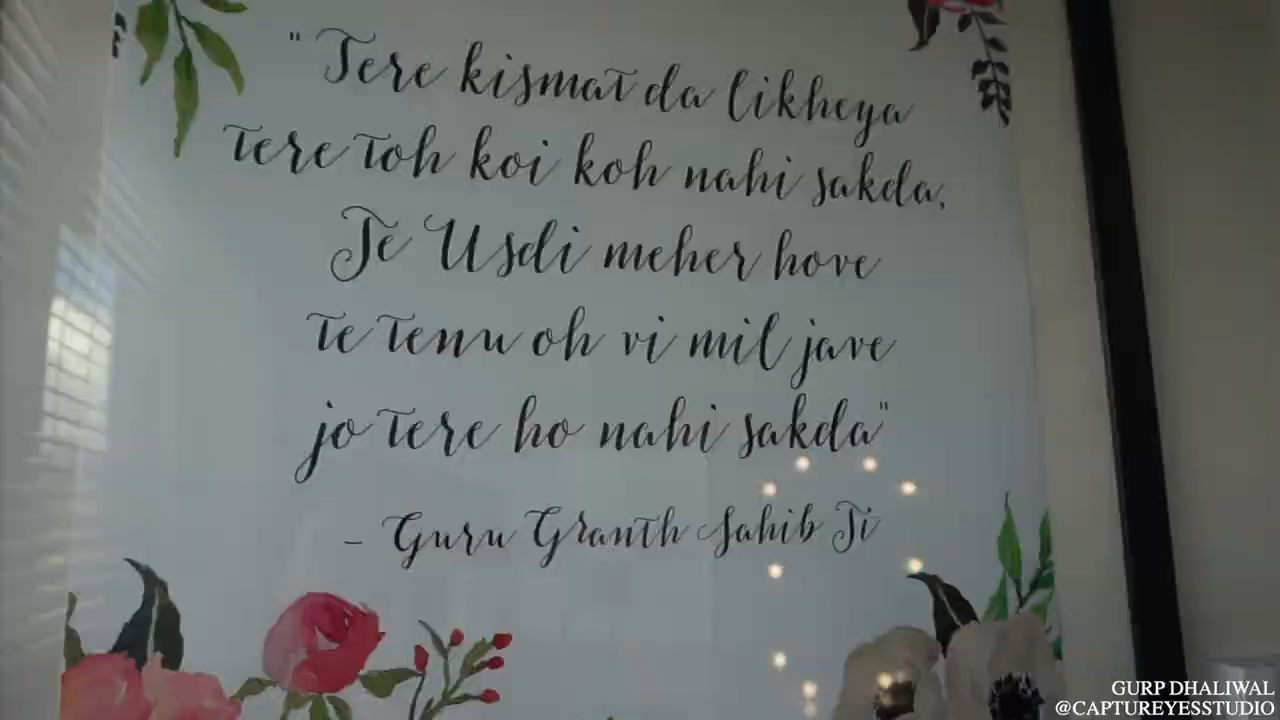 "Tere kismat da likheya
tere toh koi koh nahi sakda,
Je Usdi meher hove
te tenu oh vi mil jave
jo tere ho nahi sakda"
- Guru Granth Sahib Ji
GURP DHALIWAL
@CAPTUREYESSTUDIO